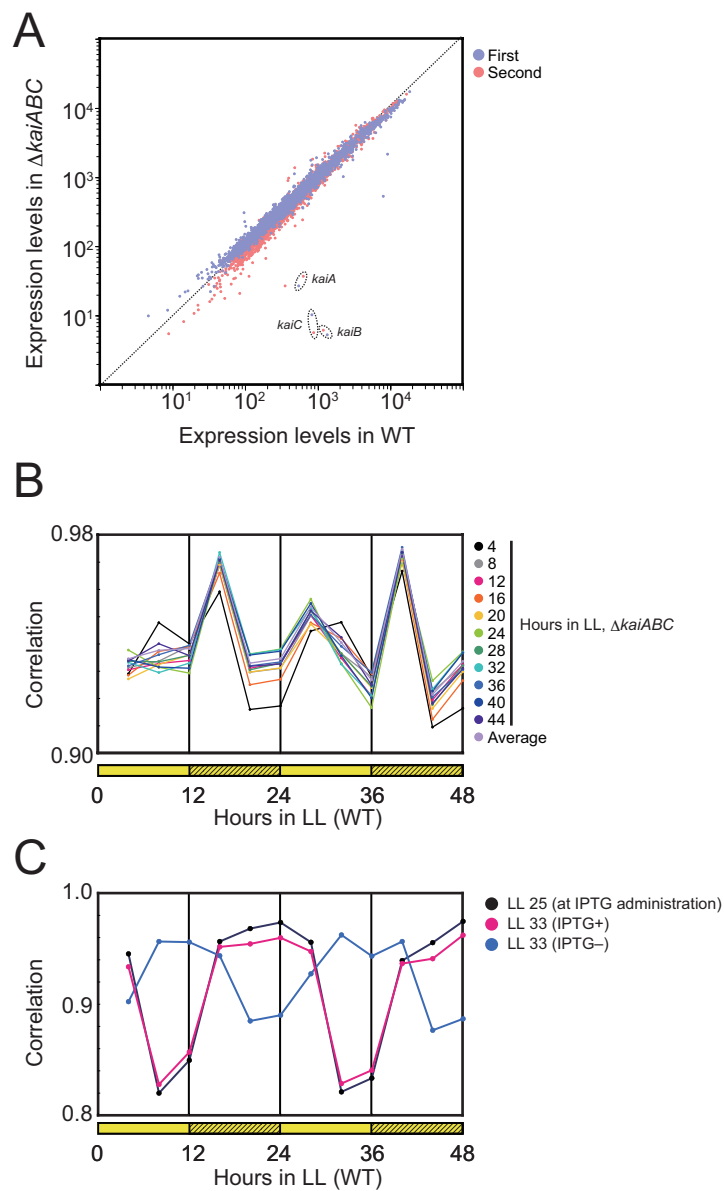 A
Expression levels in ΔkaiABC
10⁴
10³
10²
10¹
10¹
10²
10³
10⁴
Expression levels in WT
kaiA
kaiC
kaiB
First
Second
B
Correlation
0.98
0.90
0
12
24
36
48
Hours in LL (WT)
4
8
12
16
20
24
28
32
36
40
44
Average
Hours in LL, ΔkaiABC
C
Correlation
1.0
0.9
0.8
0
12
24
36
48
Hours in LL (WT)
LL 25 (at IPTG administration)
LL 33 (IPTG+)
LL 33 (IPTG–)